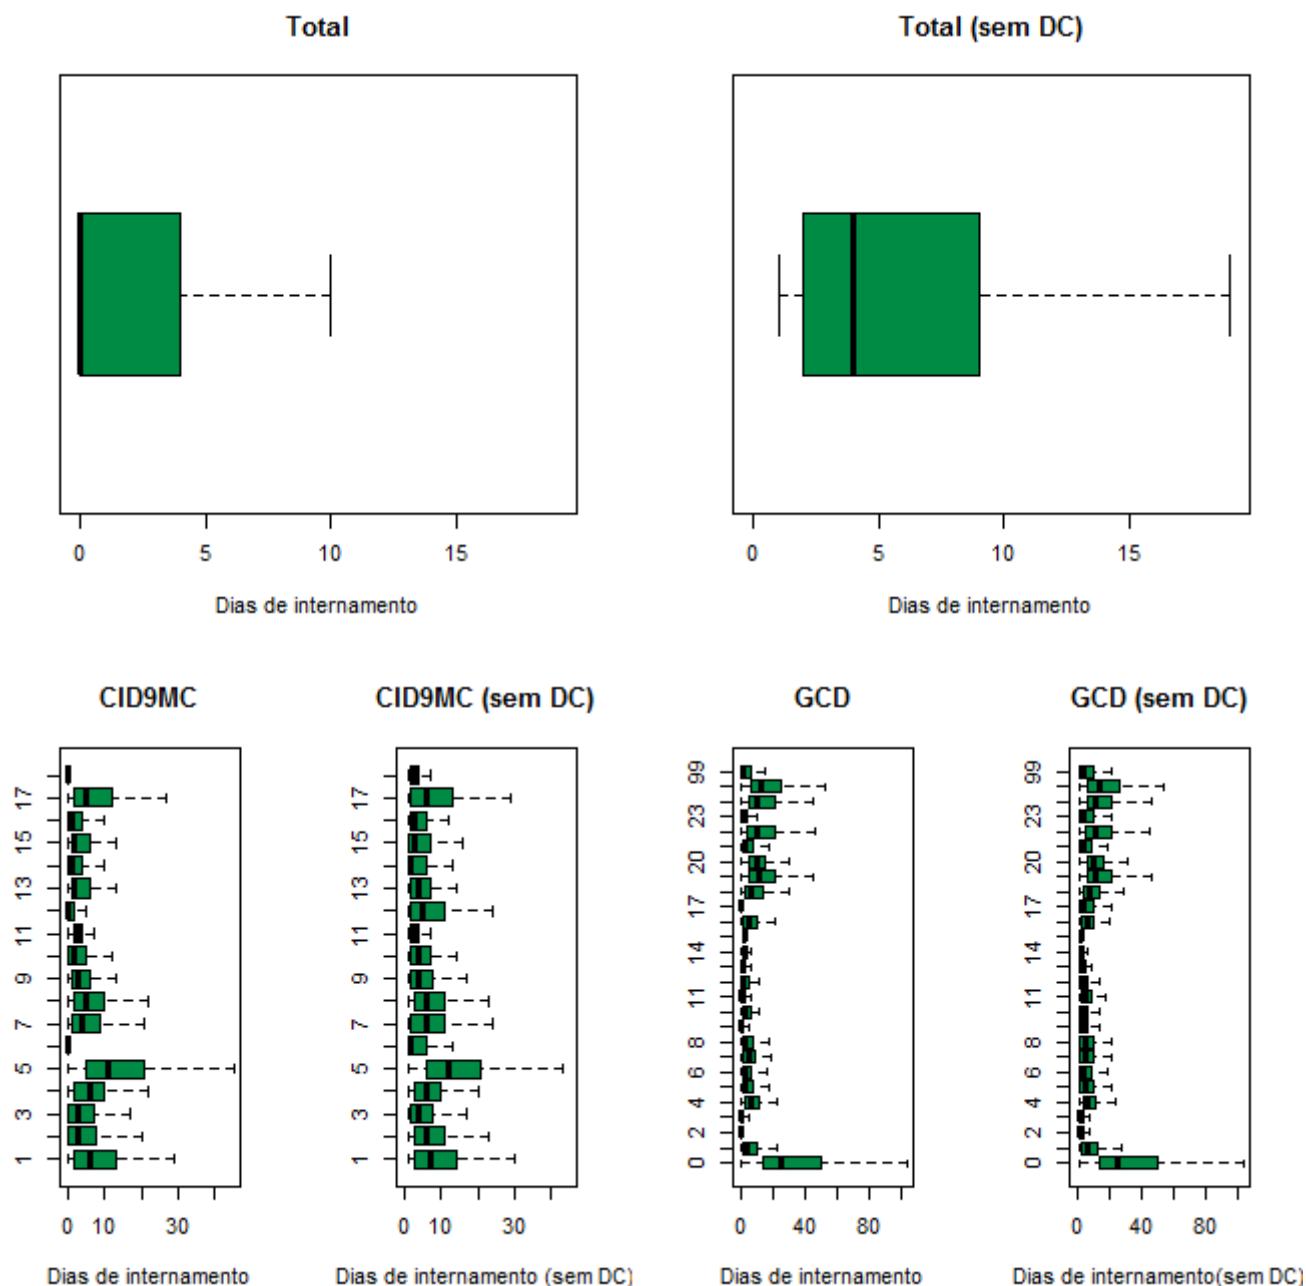 Total
Total (sem DC)
0 5 10 15
0 5 10 15
Dias de internamento
Dias de internamento
CID9MC
CID9MC (sem DC)
GCD
GCD (sem DC)
17
15
13
11
9
7
5
3
1
17
15
13
11
9
7
5
3
1
99
23
20
17
14
11
8
6
4
2
0
99
23
20
17
14
11
8
6
4
2
0
0 10 30
0 10 30
0 40 80
0 40 80
Dias de internamento
Dias de internamento (sem DC)
Dias de internamento
Dias de internamento(sem DC)